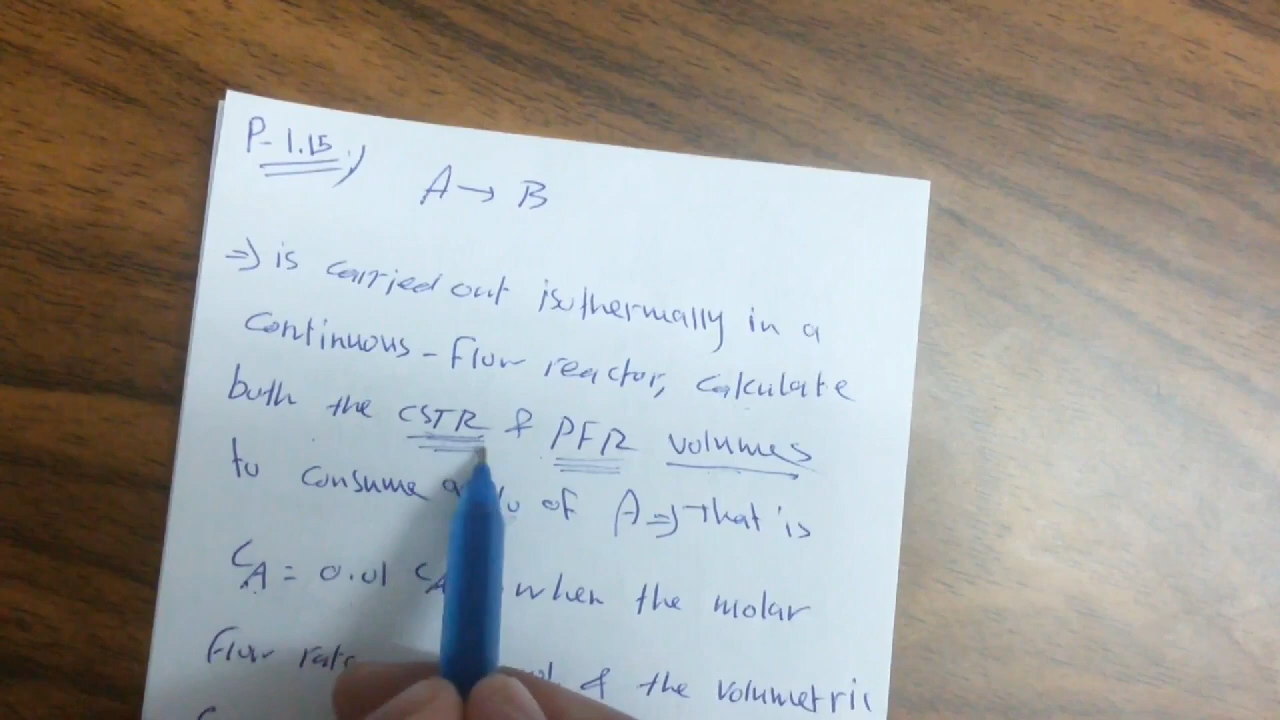 P-1.15:)
A → B
⇒ is carried out isothermally in a
continuous-flow reactor, calculate
both the CSTR & PFR volumes
to consume of A ⇒ that is
CA = 0.01 when the molar
flow rate & the volumetric